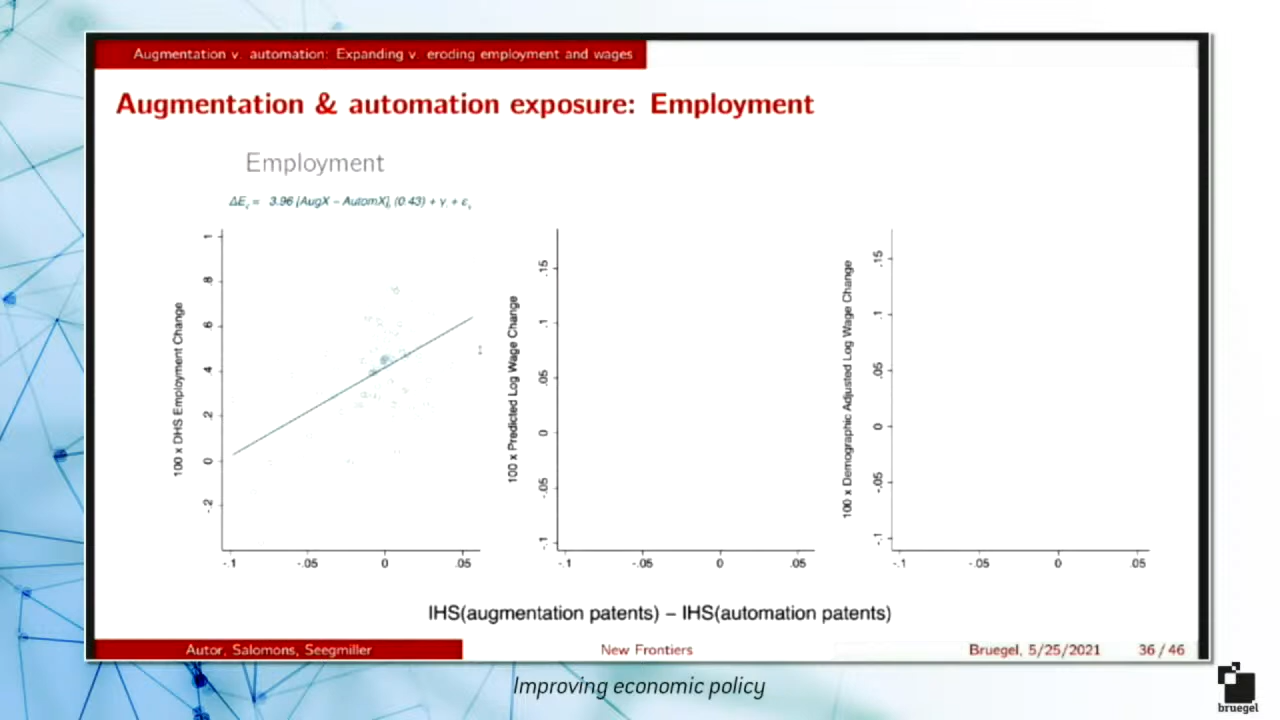 Augmentation v. automation: Expanding v. eroding employment and wages
Augmentation & automation exposure: Employment
Employment
ΔE, = 3.96 [AugX − AutomX], (0.43) + γ. + ε,
100 x DHS Employment Change
1
.8
.6
.4
.2
0
-.2
-.1
-.05
0
.05
100 x Predicted Log Wage Change
.15
.1
.05
0
-.05
-.1
-.1
-.05
0
.05
100 x Demographic Adjusted Log Wage Change
.15
.1
.05
0
-.05
-.1
-.1
-.05
0
.05
IHS(augmentation patents) – IHS(automation patents)
Autor, Salomons, Seegmiller
New Frontiers
Bruegel, 5/25/2021
36 / 46
Improving economic policy
bruegel